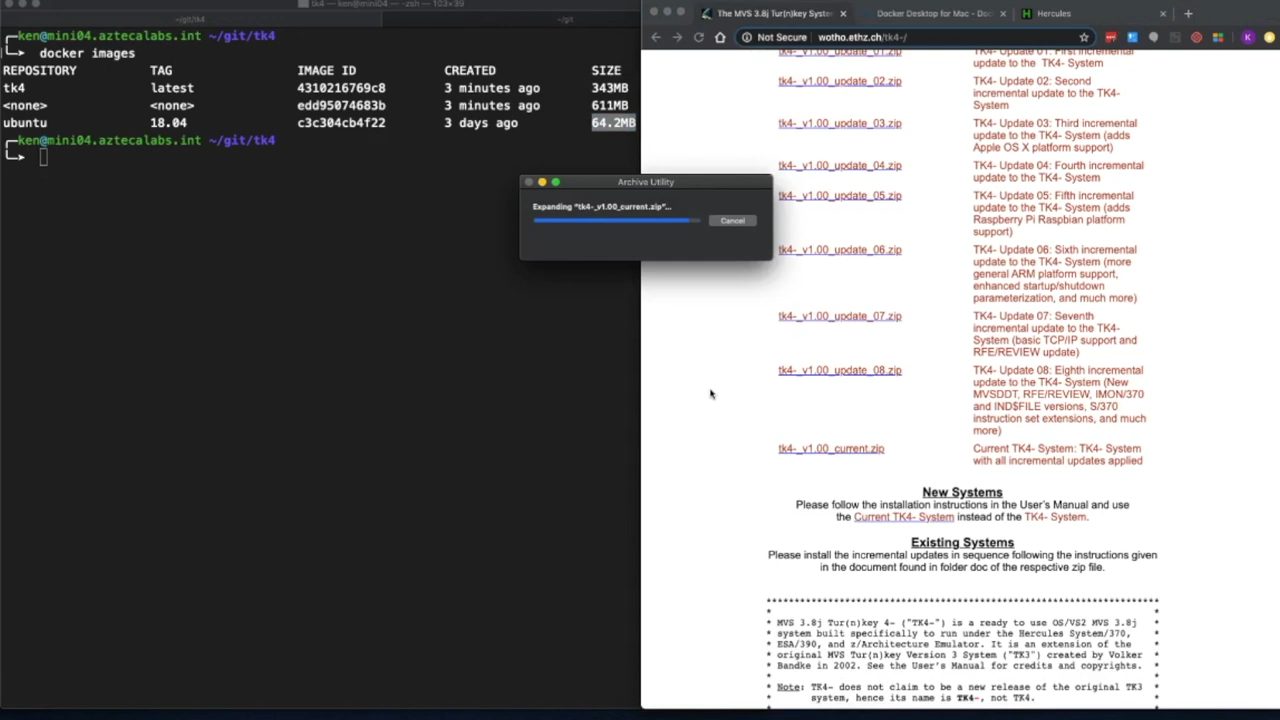 tk4 — ken@mini04 — -zsh — 103×39
~/git/tk4
~/git
ken@mini04.aztecalabs.int ~/git/tk4
docker images
REPOSITORY TAG IMAGE ID CREATED SIZE
tk4 3 minutes ago 343MB
<none> <none> edd95074683b 3 minutes ago 611MB
ubuntu 18.04 c3c304cb4f22 3 days ago 64.2MB
ken@mini04.aztecalabs.int ~/git/tk4
Archive Utility
Expanding "tk4-_v1.00_current.zip"...
Cancel
The MVS 3.8j Tur(n)key Syste
Docker Desktop for Mac - Doc
Hercules
Not Secure wotho.ethz.ch/tk4-/
tk4-_v1.00_update_01.zip Update 01: First incremental
update to the TK4- System
tk4-_v1.00_update_02.zip TK4- Update 02: Second
incremental update to the TK4-
System
tk4-_v1.00_update_03.zip TK4- Update 03: Third incremental
update to the TK4- System (adds
Apple OS X platform support)
tk4-_v1.00_update_04.zip TK4- Update 04: Fourth incremental
update to the TK4- System
tk4-_v1.00_update_05.zip TK4- Update 05: Fifth incremental
update to the TK4- System (adds
Raspberry Pi Raspbian platform
support)
tk4-_v1.00_update_06.zip TK4- Update 06: Sixth incremental
update to the TK4- System (more
general ARM platform support,
enhanced startup/shutdown
parameterization, and much more)
tk4-_v1.00_update_07.zip TK4- Update 07: Seventh
incremental update to the TK4-
System (basic TCP/IP support and
RFE/REVIEW update)
tk4-_v1.00_update_08.zip TK4- Update 08: Eighth incremental
update to the TK4- System (New
MVSDDT, RFE/REVIEW, IMON/370
and IND$FILE versions, S/370
instruction set extensions, and much
more)
tk4-_v1.00_current.zip Current TK4- System: TK4- System
with all incremental updates applied
New Systems
Please follow the installation instructions in the User's Manual and use
the Current TK4- System instead of the TK4- System.
Existing Systems
Please install the incremental updates in sequence following the instructions given
in the document found in folder doc of the respective zip file.
* MVS 3.8j Tur(n)key 4- ("TK4-") is a ready to use OS/VS2 MVS 3.8j *
* system built specifically to run under the Hercules System/370, *
* ESA/390, and z/Architecture Emulator. It is an extension of the *
* original MVS Tur(n)key Version 3 System ("TK3") created by Volker *
* Bandke in 2002. See the User's Manual for credits and copyrights. *
* Note: TK4- does not claim to be a new release of the original TK3 *
* system, hence its name is TK4-, not TK4. *